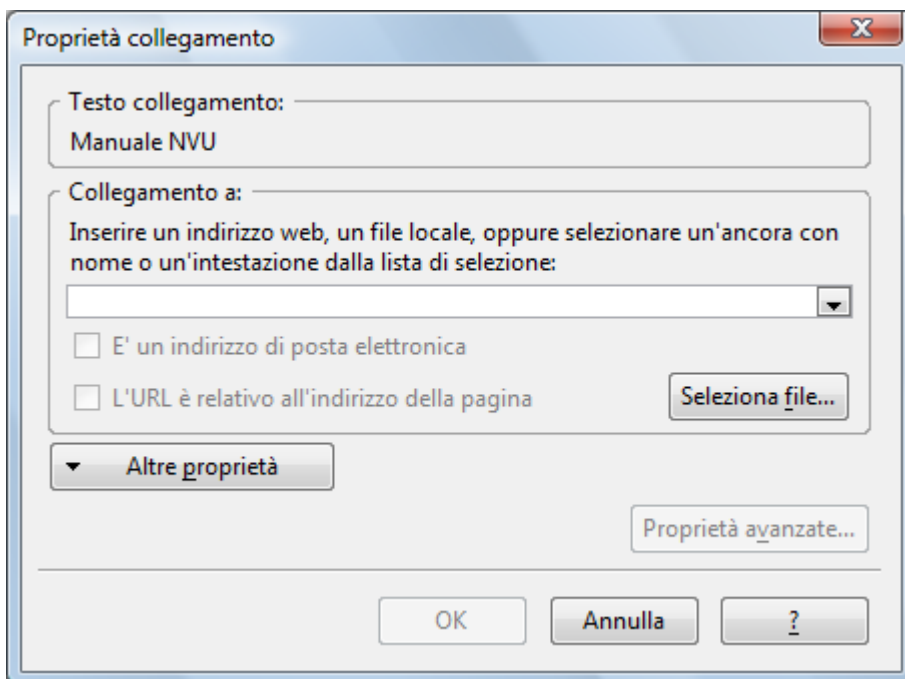 Proprietà collegamento
Testo collegamento:
Manuale NVU
Collegamento a:
Inserire un indirizzo web, un file locale, oppure selezionare un'ancora con
nome o un'intestazione dalla lista di selezione:
E' un indirizzo di posta elettronica
L'URL è relativo all'indirizzo della pagina
Seleziona file...
Altre proprietà
Proprietà avanzate...
OK
Annulla
?